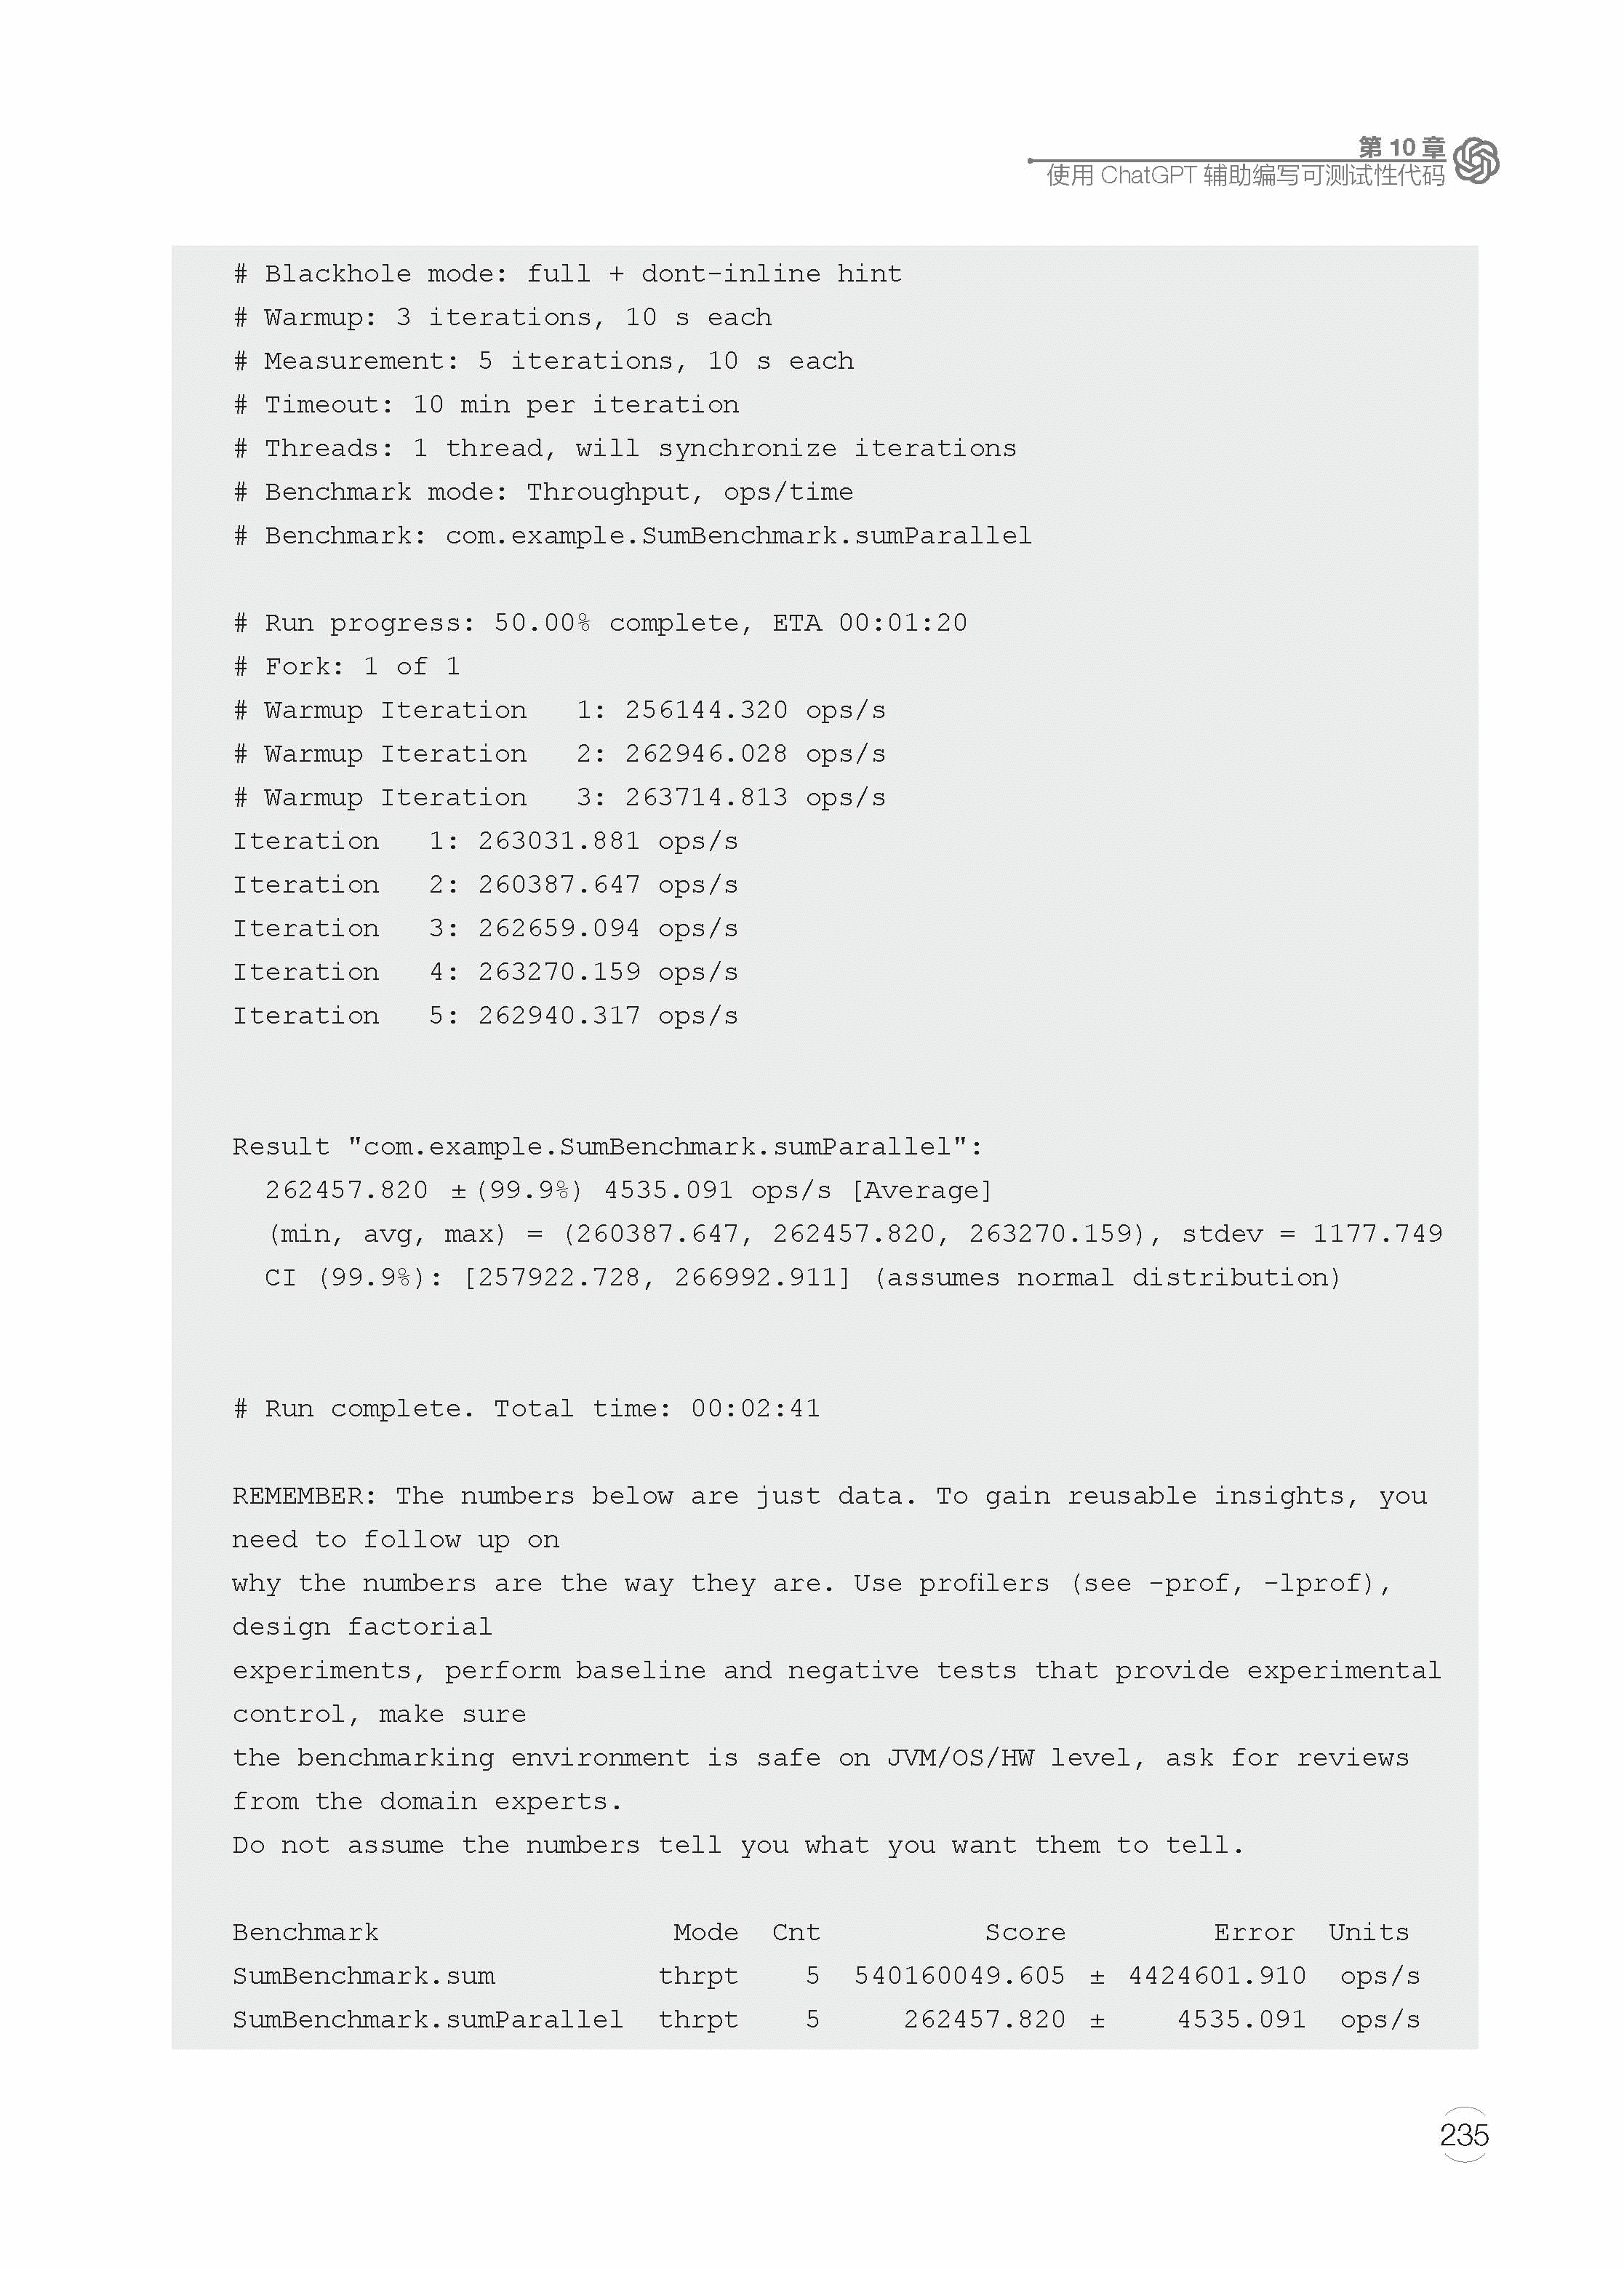 第 10 章
使用 ChatGPT 辅助编写可测试性代码
# Blackhole mode: full + dont-inline hint
# Warmup: 3 iterations, 10 s each
# Measurement: 5 iterations, 10 s each
# Timeout: 10 min per iteration
# Threads: 1 thread, will synchronize iterations
# Benchmark mode: Throughput, ops/time
# Benchmark: com.example.SumBenchmark.sumParallel
# Run progress: 50.00% complete, ETA 00:01:20
# Fork: 1 of 1
# Warmup Iteration   1: 256144.320 ops/s
# Warmup Iteration   2: 262946.028 ops/s
# Warmup Iteration   3: 263714.813 ops/s
Iteration   1: 263031.881 ops/s
Iteration   2: 260387.647 ops/s
Iteration   3: 262659.094 ops/s
Iteration   4: 263270.159 ops/s
Iteration   5: 262940.317 ops/s
Result "com.example.SumBenchmark.sumParallel":
  262457.820 ±(99.9%) 4535.091 ops/s [Average]
  (min, avg, max) = (260387.647, 262457.820, 263270.159), stdev = 1177.749
  CI (99.9%): [257922.728, 266992.911] (assumes normal distribution)
# Run complete. Total time: 00:02:41
REMEMBER: The numbers below are just data. To gain reusable insights, you
need to follow up on
why the numbers are the way they are. Use profilers (see -prof, -lprof),
design factorial
experiments, perform baseline and negative tests that provide experimental
control, make sure
the benchmarking environment is safe on JVM/OS/HW level, ask for reviews
from the domain experts.
Do not assume the numbers tell you what you want them to tell.
Benchmark                  Mode  Cnt          Score         Error  Units
SumBenchmark.sum          thrpt    5  540160049.605 ± 4424601.910  ops/s
SumBenchmark.sumParallel  thrpt    5     262457.820 ±    4535.091  ops/s
235